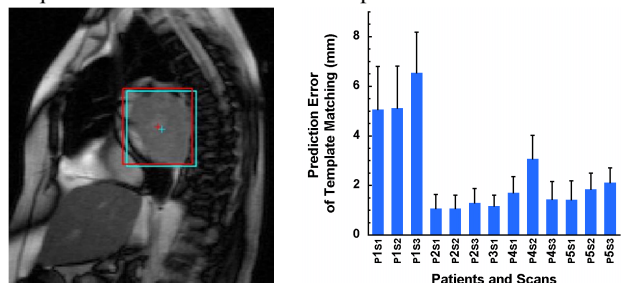 8
6
4
2
0
Prediction Error
of Template Matching (mm)
P1S1
P1S2
P1S3
P2S1
P2S2
P2S3
P3S1
P4S1
P4S2
P4S3
P5S1
P5S2
P5S3
Patients and Scans